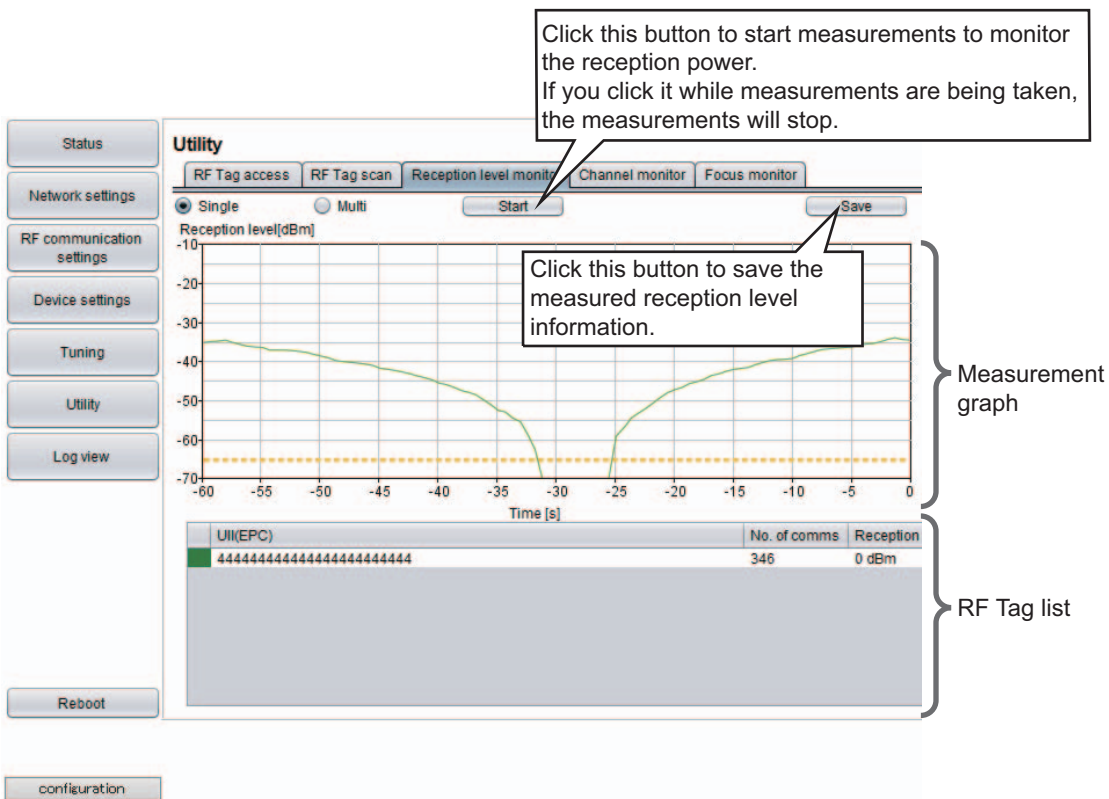 Click this button to start measurements to monitor
the reception power.
If you click it while measurements are being taken,
the measurements will stop.
Status
Network settings
RF communication
settings
Device settings
Tuning
Utility
Log view
Reboot
configuration
Utility
RF Tag access
RF Tag scan
Reception level monitor
Channel monitor
Focus monitor
Single
Multi
Start
Save
Reception level[dBm]
Click this button to save the
measured reception level
information.
-10
-20
-30
-40
-50
-60
-70
-60 -55 -50 -45 -40 -35 -30 -25 -20 -15 -10 -5 0
Time [s]
Measurement
graph
UII(EPC) No. of comms Reception
444444444444444444444444 346 0 dBm
RF Tag list